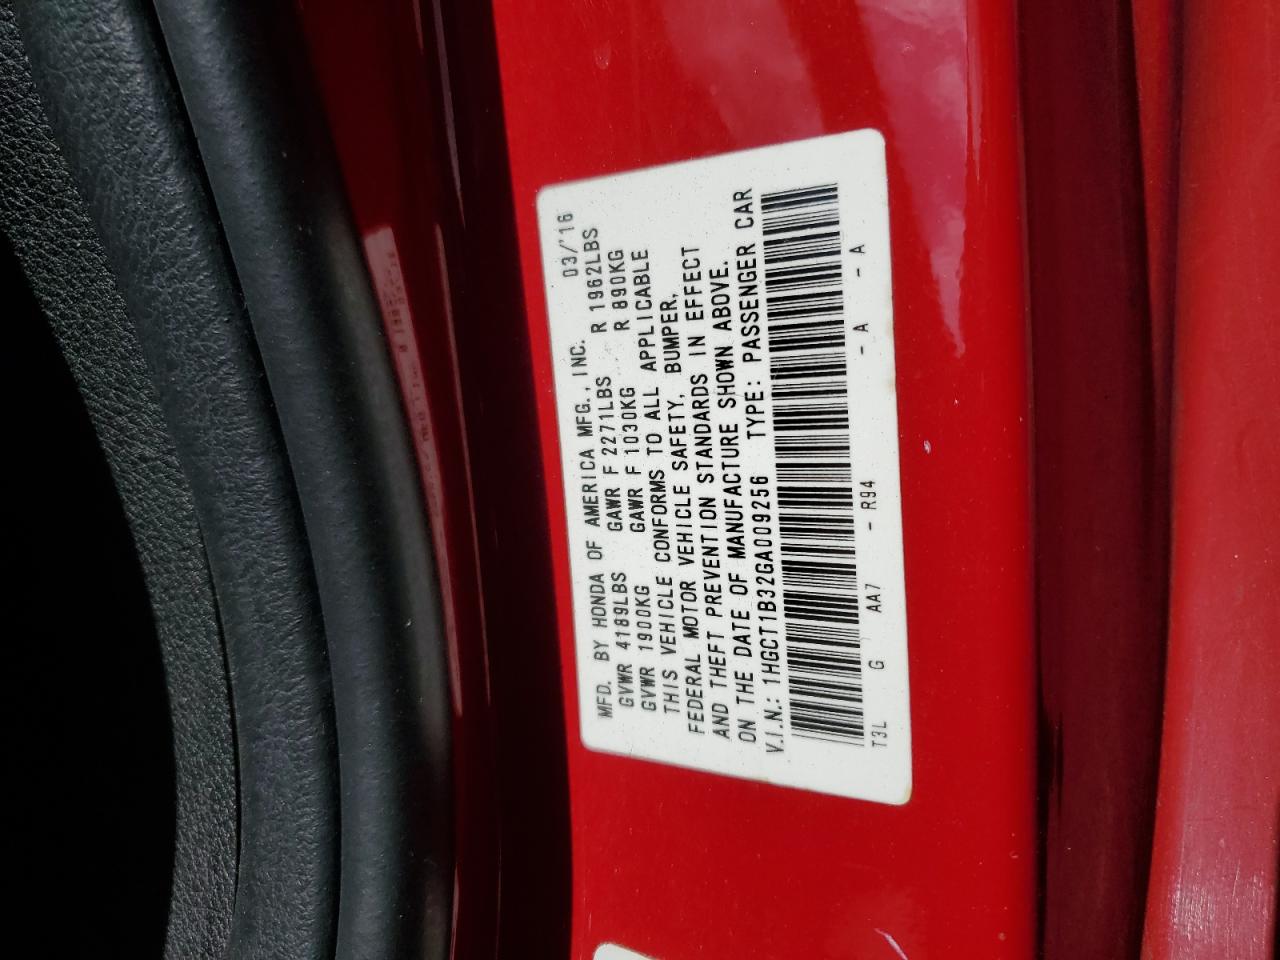 MFD. BY HONDA OF AMERICA MFG., INC. 03/'16
GVWR 4189LBS GAWR F 2271LBS R 1962LBS
GVWR 1900KG GAWR F 1030KG R 890KG
THIS VEHICLE CONFORMS TO ALL APPLICABLE
FEDERAL MOTOR VEHICLE SAFETY, BUMPER,
AND THEFT PREVENTION STANDARDS IN EFFECT
ON THE DATE OF MANUFACTURE SHOWN ABOVE.
V.I.N.: 1HGCT1B32GA009256 TYPE: PASSENGER CAR
T3L G AA7 - R94 - A - A